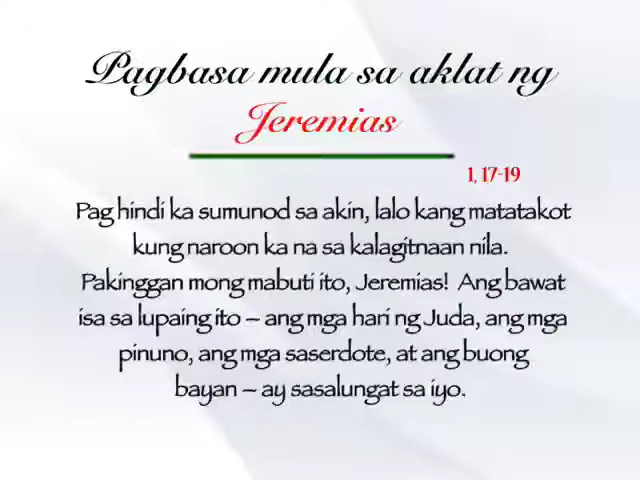 Pagbasa mula sa aklat ng
Jeremias
1, 17-19
Pag hindi ka sumunod sa akin, lalo kang matatakot
kung naroon ka na sa kalagitnaan nila.
Pakinggan mong mabuti ito, Jeremias! Ang bawat
isa sa lupaing ito – ang mga hari ng Juda, ang mga
pinuno, ang mga saserdote, at ang buong
bayan – ay sasalungat sa iyo.